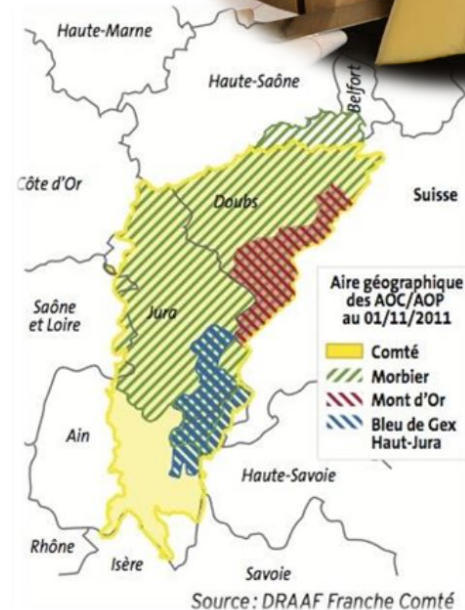 Haute-Marne
Haute-Saône
Belfort
Côte d'Or
Doubs
Suisse
Saône
et Loire
Jura
Aire géographique
des AOC/AOP
au 01/11/2011
Comté
Morbier
Mont d'Or
Bleu de Gex
Haut-Jura
Ain
Haute-Savoie
Rhône
Isère
Savoie
Source: DRAAF Franche Comté